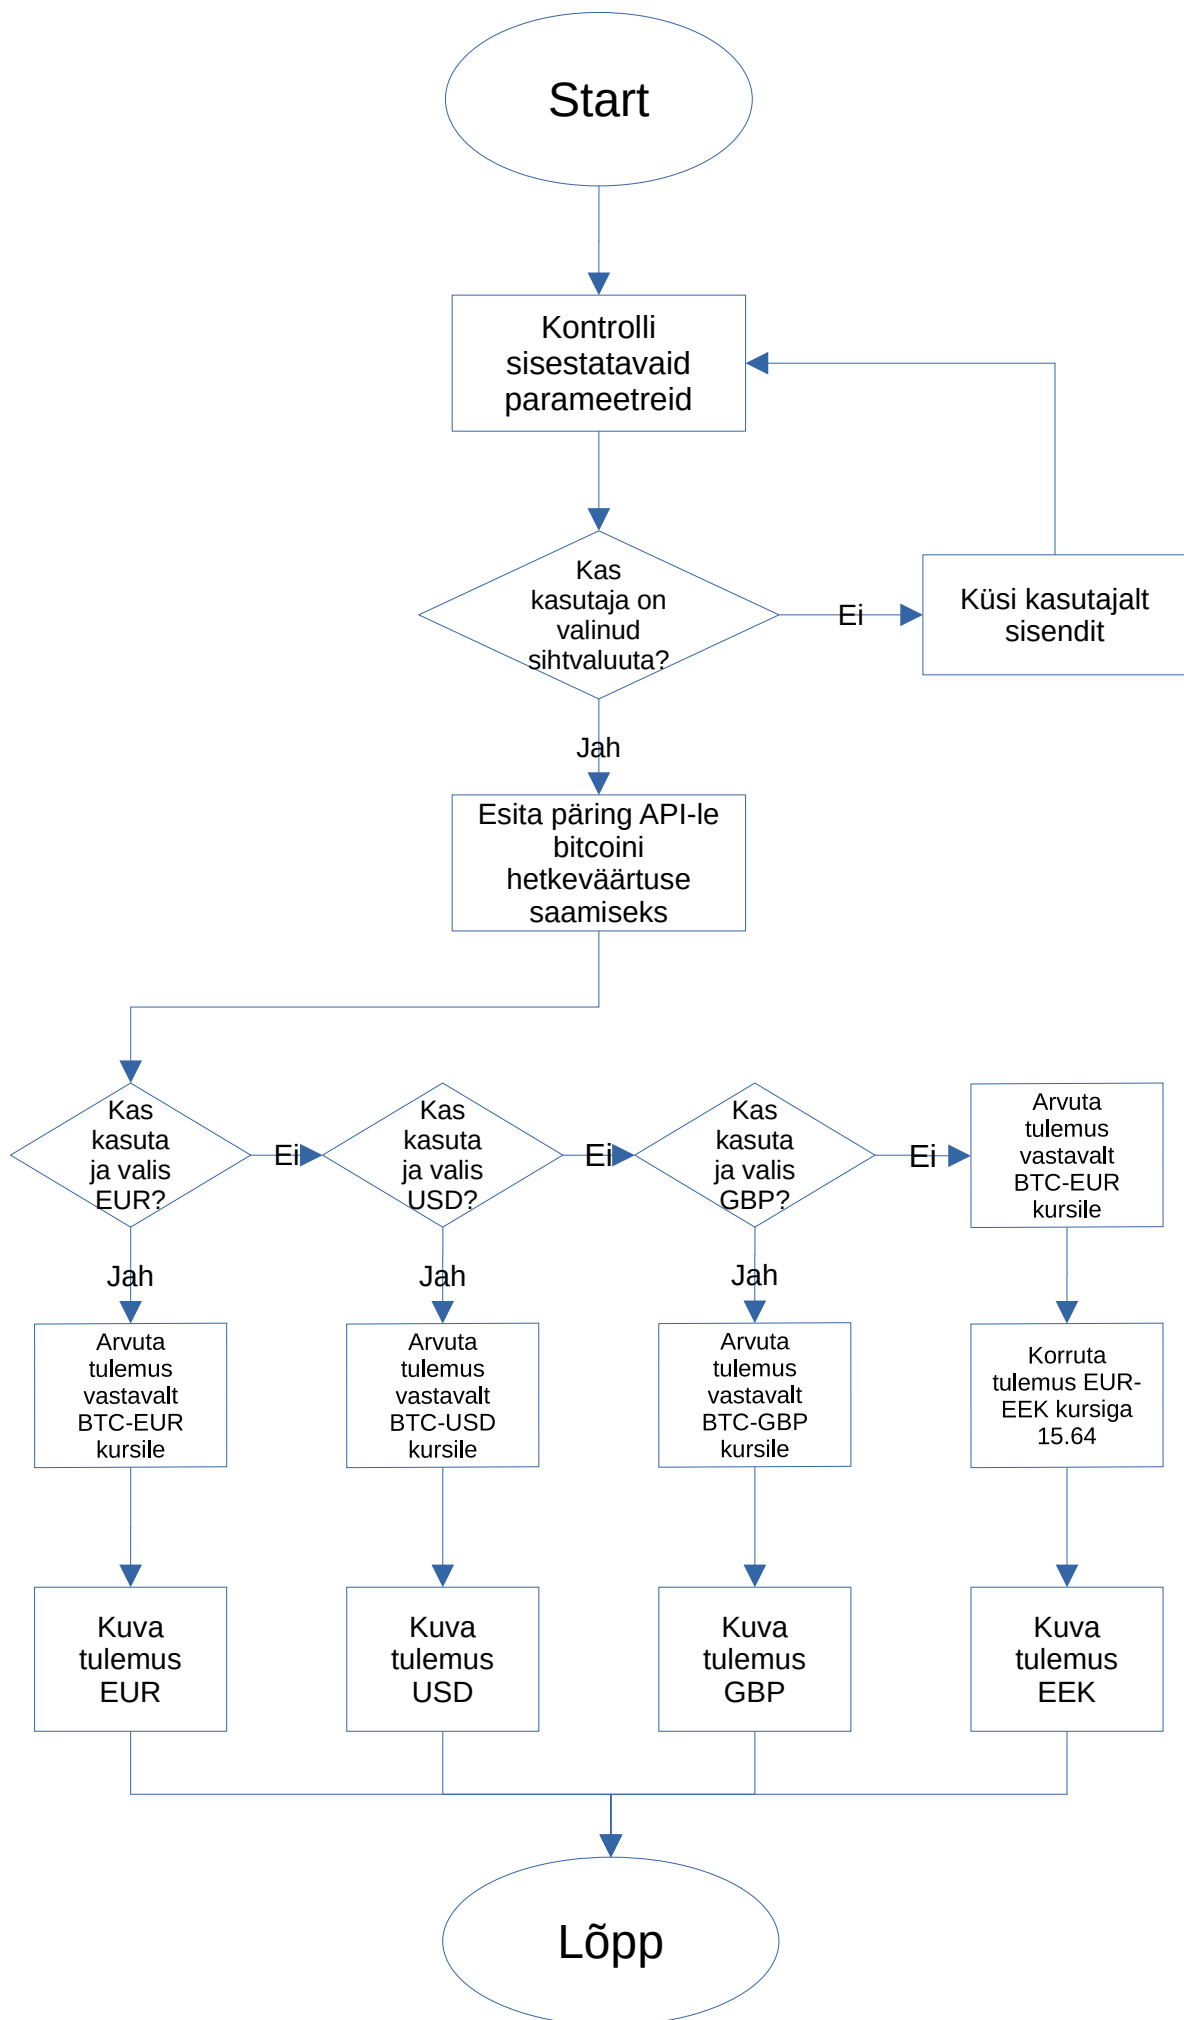 Start
Kontrolli
sisestatavaid
parameetreid
Kas
kasutaja on
valinud
sihtvaluuta?
Ei
Küsi kasutajalt
sisendit
Jah
Esita päring API-le
bitcoini
hetkeväärtuse
saamiseks
Kas
kasuta
ja valis
EUR?
Ei
Kas
kasuta
ja valis
USD?
Ei
Kas
kasuta
ja valis
GBP?
Ei
Arvuta
tulemus
vastavalt
BTC-EUR
kursile
Jah
Jah
Jah
Arvuta
tulemus
vastavalt
BTC-EUR
kursile
Arvuta
tulemus
vastavalt
BTC-USD
kursile
Arvuta
tulemus
vastavalt
BTC-GBP
kursile
Korruta
tulemus EUR-
EEK kursiga
15.64
Kuva
tulemus
EUR
Kuva
tulemus
USD
Kuva
tulemus
GBP
Kuva
tulemus
EEK
Lõpp